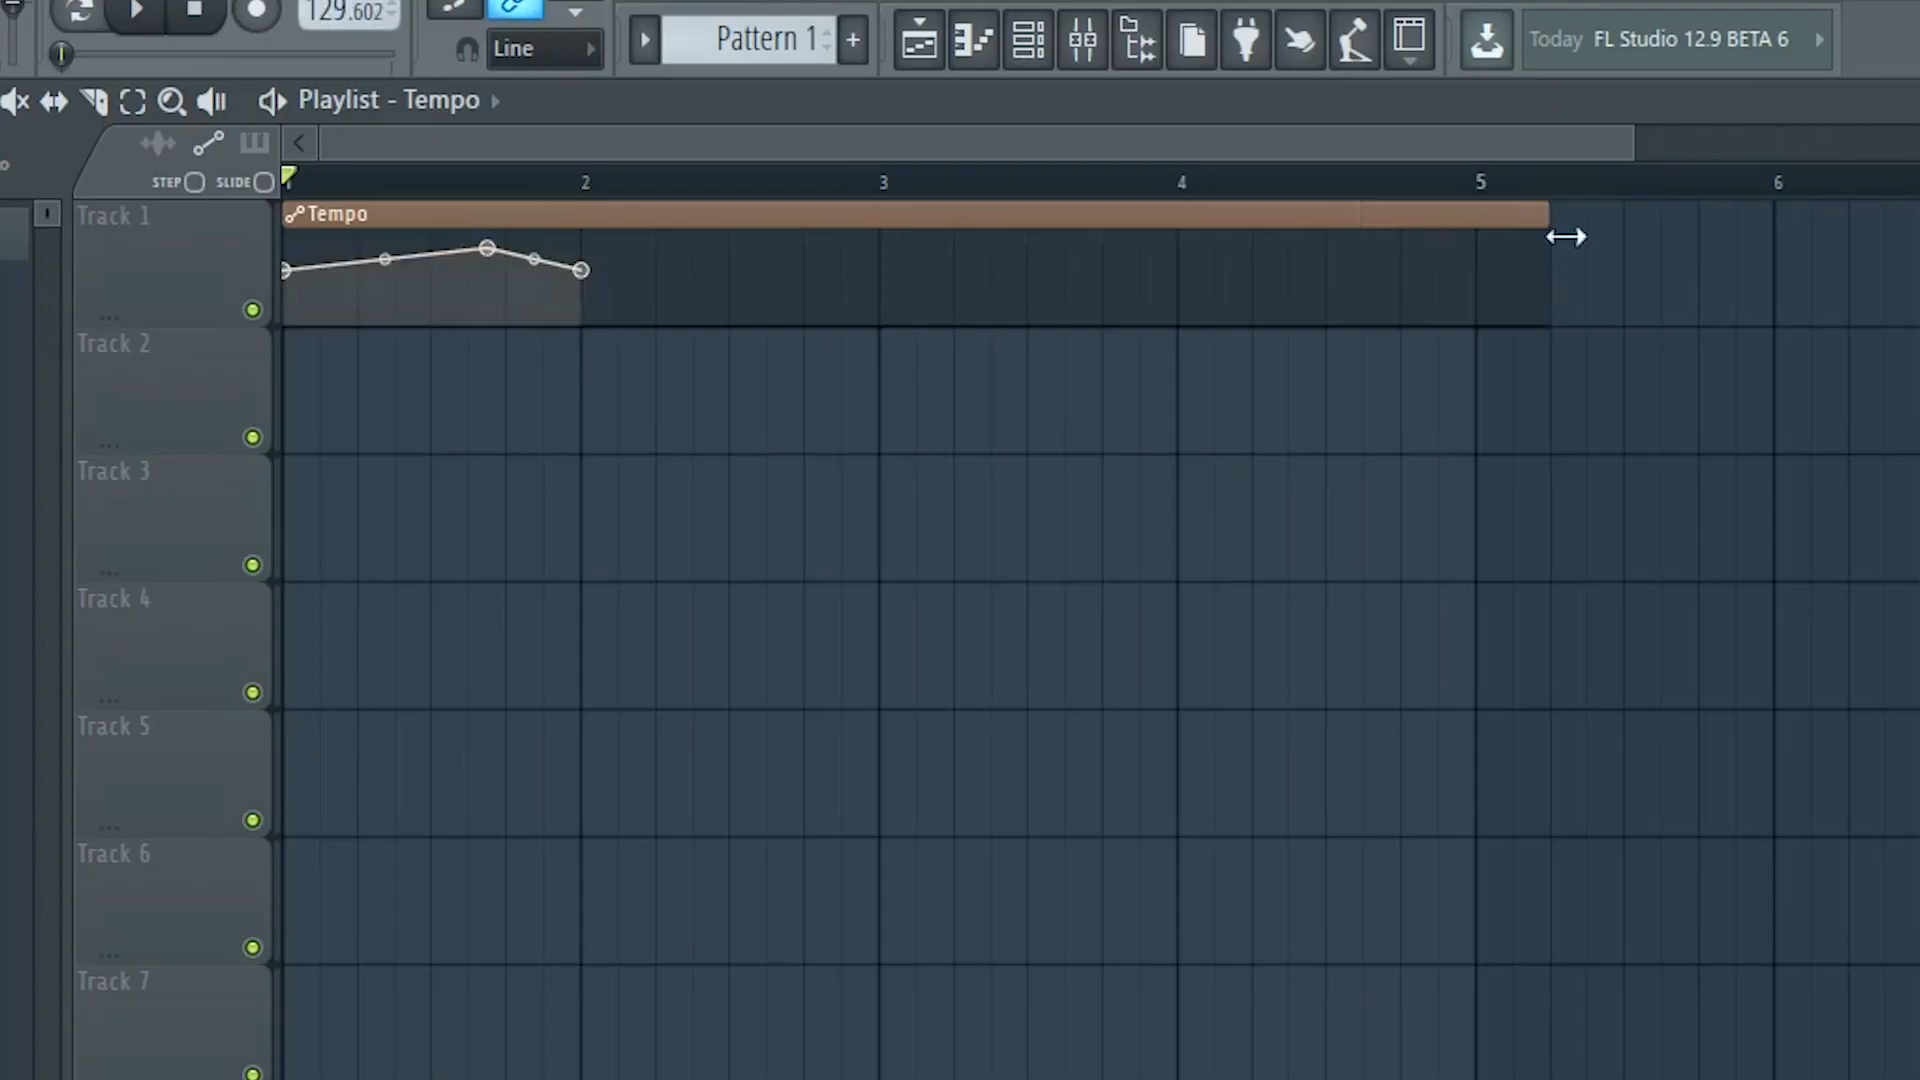 129.602
Line
Pattern 1
+
Today FL Studio 12.9 BETA 6
Playlist - Tempo
STEP SLIDE
1 2 3 4 5 6
Track 1
Tempo
...
Track 2
...
Track 3
...
Track 4
...
Track 5
...
Track 6
...
Track 7